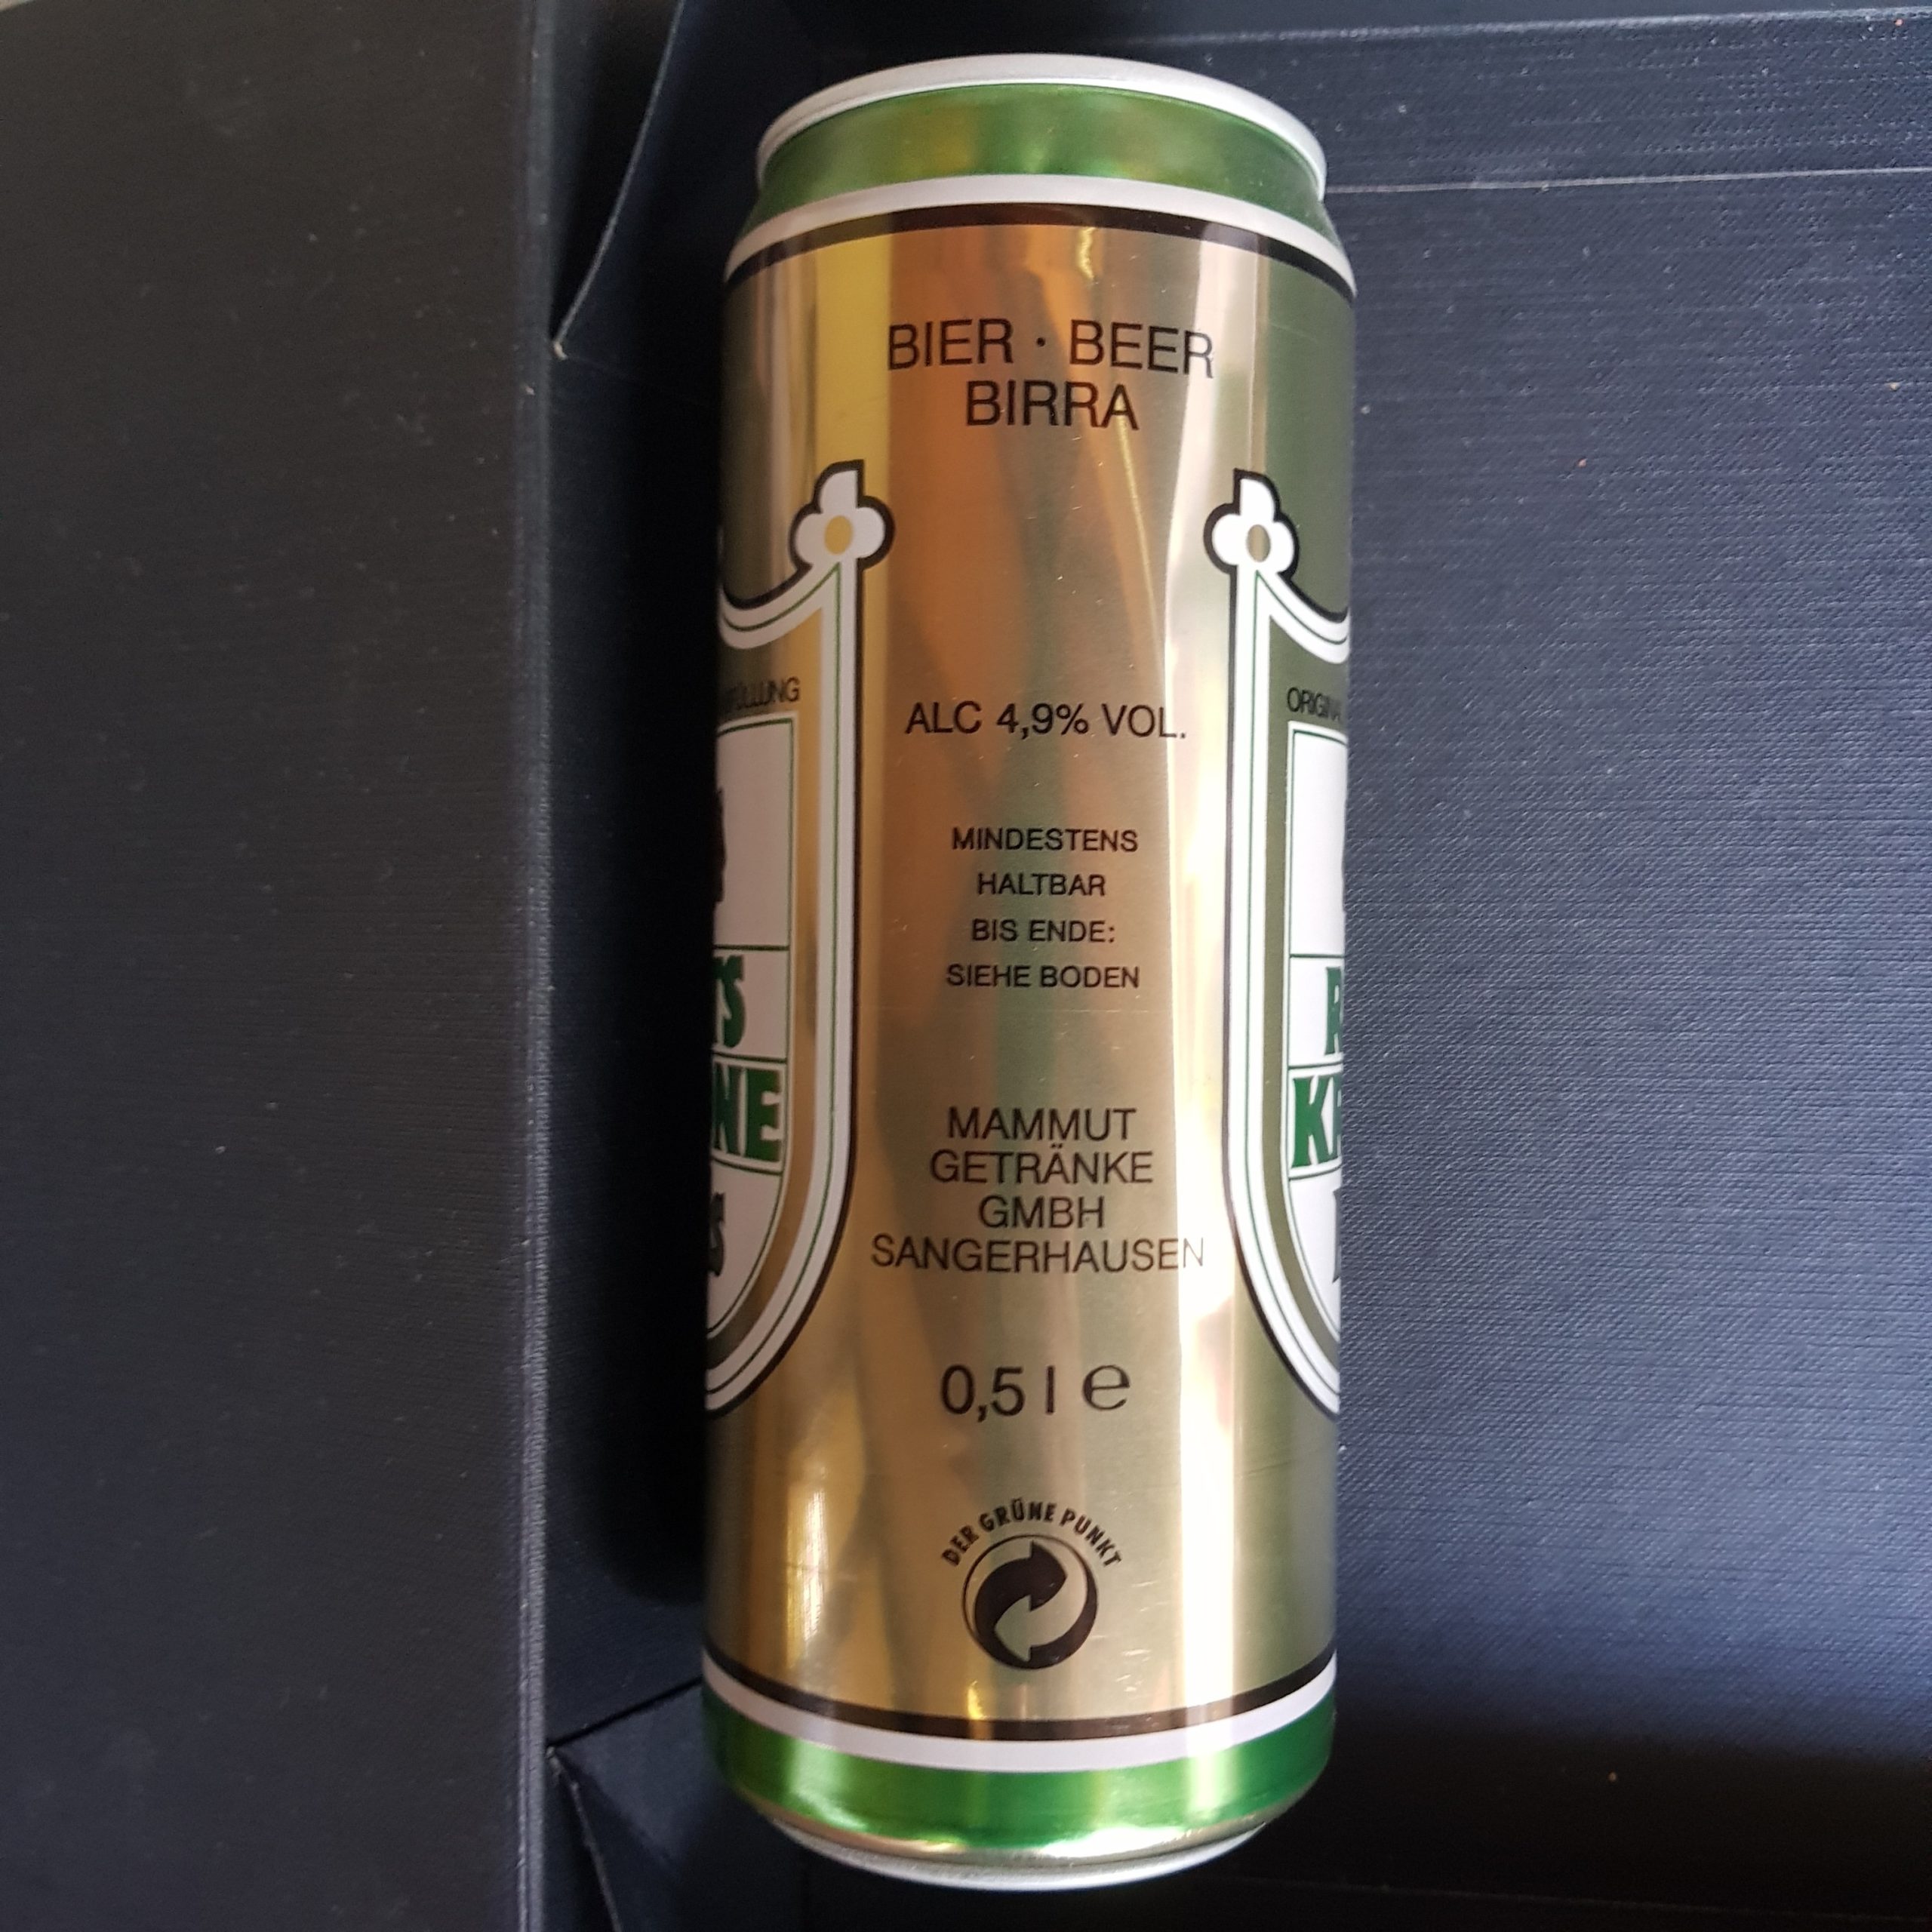 BIER · BEER
BIRRA
ALC 4,9% VOL.
MINDESTENS
HALTBAR
BIS ENDE:
SIEHE BODEN
MAMMUT
GETRÄNKE
GMBH
SANGERHAUSEN
0,5 l ℮
DER GRÜNE PUNKT
ORIGINAL